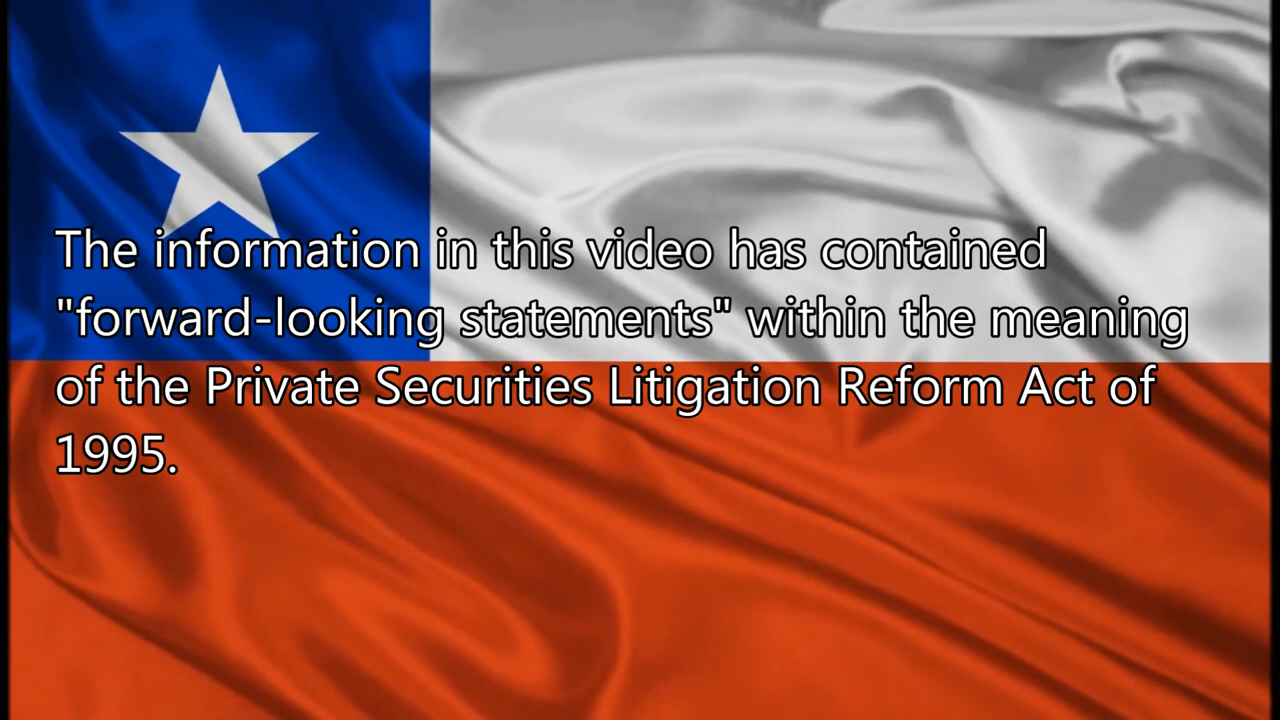 The information in this video has contained
"forward-looking statements" within the meaning
of the Private Securities Litigation Reform Act of
1995.